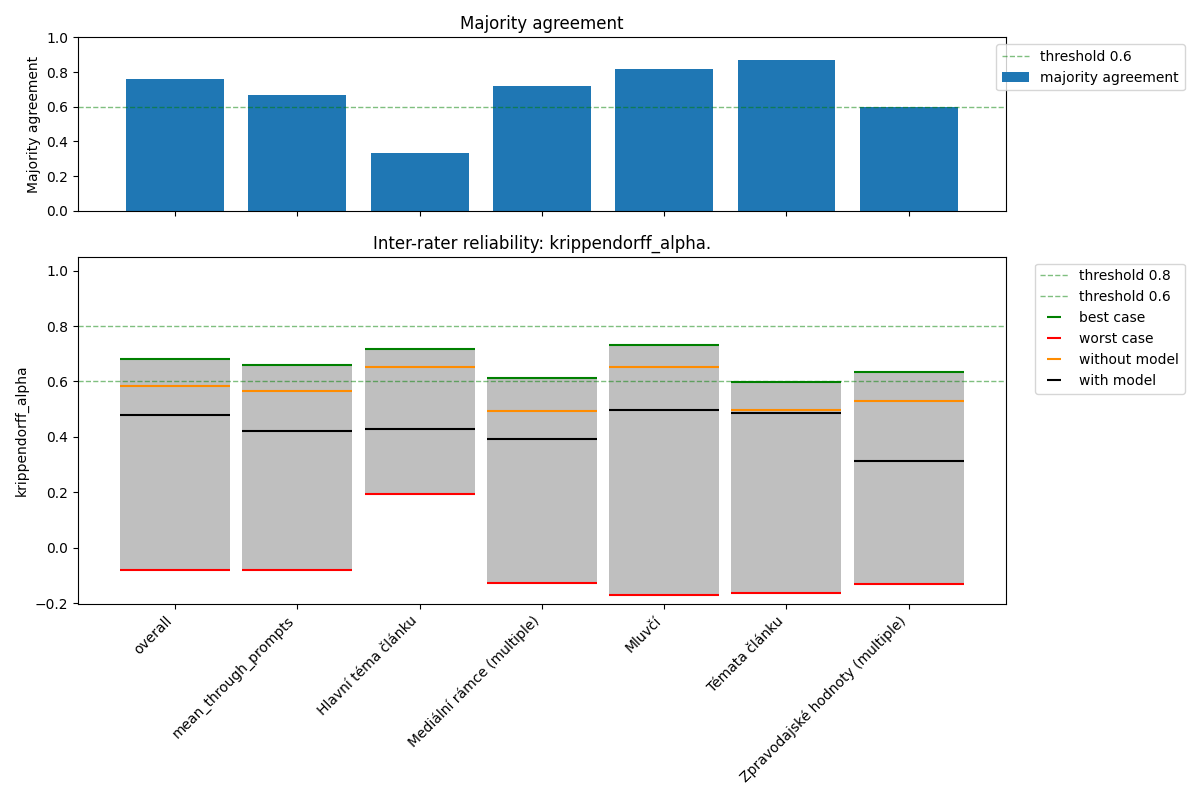 Majority agreement
1.0
0.8
0.6
0.4
0.2
0.0
Majority agreement
threshold 0.6
majority agreement
Inter-rater reliability: krippendorff_alpha.
1.0
0.8
0.6
0.4
0.2
0.0
−0.2
krippendorff_alpha
threshold 0.8
threshold 0.6
best case
worst case
without model
with model
overall
mean_through_prompts
Hlavní téma článku
Mediální rámce (multiple)
Mluvčí
Témata článku
Zpravodajské hodnoty (multiple)